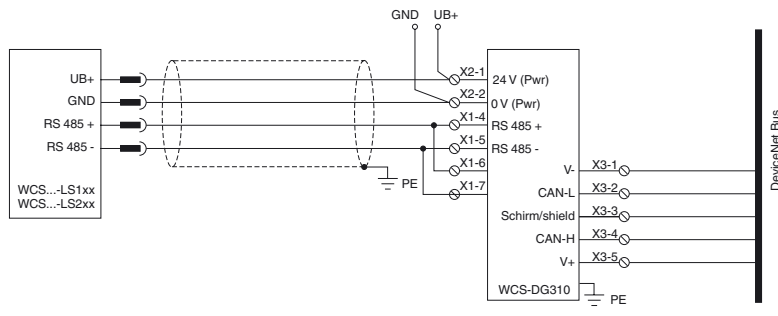 GND UB+
UB+
GND
RS 485 +
RS 485 -
WCS...-LS1xx
WCS...-LS2xx
PE
X2-1
X2-2
X1-4
X1-5
X1-6
X1-7
24 V (Pwr)
0 V (Pwr)
RS 485 +
RS 485 -
V- X3-1
CAN-L X3-2
Schirm/shield X3-3
CAN-H X3-4
V+ X3-5
WCS-DG310
PE
DeviceNet Bus